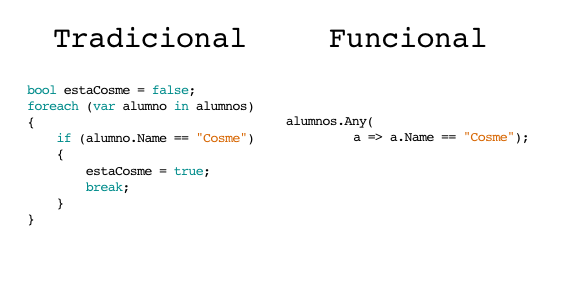 Tradicional
bool estaCosme = false;
foreach (var alumno in alumnos)
{
    if (alumno.Name == "Cosme")
    {
        estaCosme = true;
        break;
    }
}
Funcional
alumnos.Any(
         a => a.Name == "Cosme");